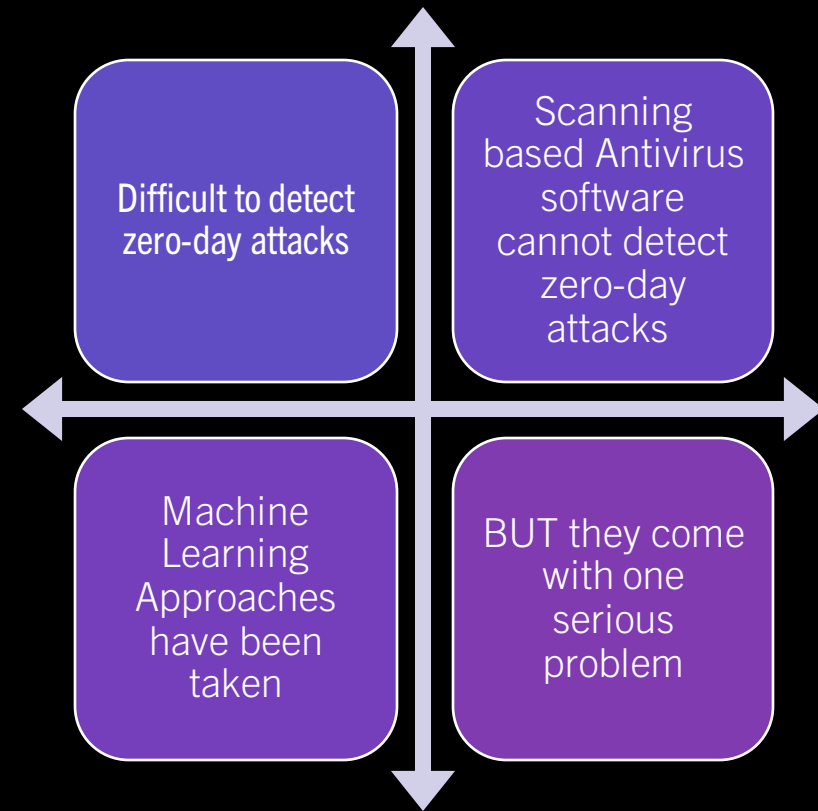 Difficult to detect
zero-day attacks
Scanning
based Antivirus
software
cannot detect
zero-day
attacks
Machine
Learning
Approaches
have been
taken
BUT they come
with one
serious
problem